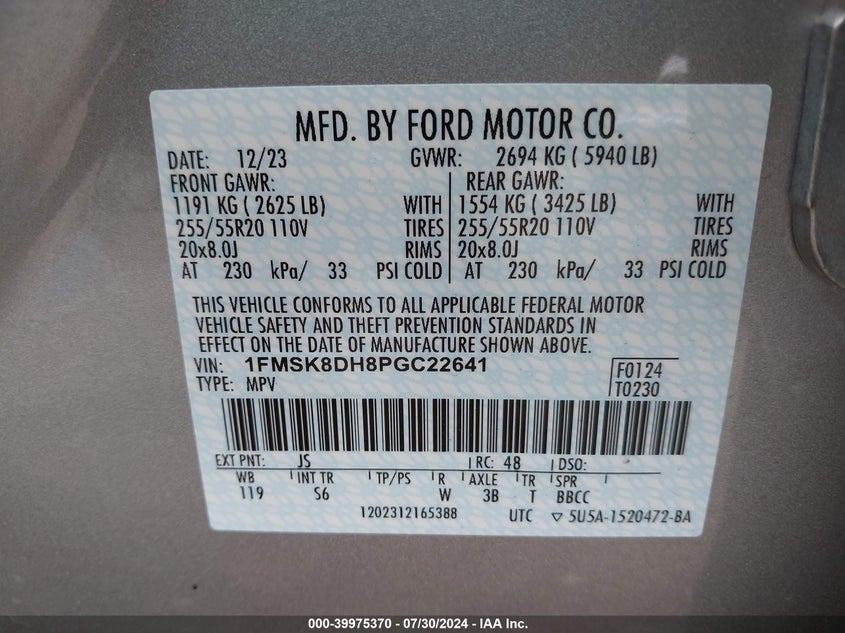 MFD. BY FORD MOTOR CO.
DATE: 12/23 GVWR: 2694 KG ( 5940 LB)
FRONT GAWR: REAR GAWR:
1191 KG ( 2625 LB) WITH 1554 KG ( 3425 LB) WITH
255/55R20 110V TIRES 255/55R20 110V TIRES
20x8.0J RIMS 20x8.0J RIMS
AT 230 kPa/ 33 PSI COLD AT 230 kPa/ 33 PSI COLD
THIS VEHICLE CONFORMS TO ALL APPLICABLE FEDERAL MOTOR
VEHICLE SAFETY AND THEFT PREVENTION STANDARDS IN
EFFECT ON THE DATE OF MANUFACTURE SHOWN ABOVE.
VIN: 1FMSK8DH8PGC22641 F0124
TYPE: MPV T0230
EXT PNT: JS RC: 48 DSO:
WB INT TR TP/PS R AXLE TR SPR
119 S6 W 3B T BBCC
1202312165388 UTC ▽ 5U5A-1520472-BA
000-39975370 - 07/30/2024 - IAA Inc.